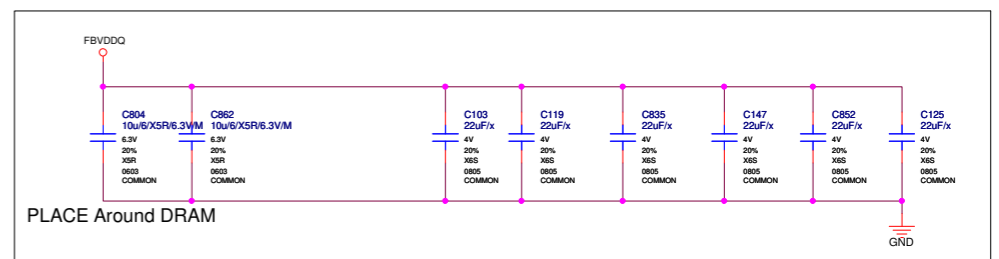 FBVDDQ
C804
10u/6/X5R/6.3V/M
6.3V
20%
X5R
0603
COMMON
C862
10u/6/X5R/6.3V/M
6.3V
20%
X5R
0603
COMMON
C103
22uF/x
4V
20%
X6S
0805
COMMON
C119
22uF/x
4V
20%
X6S
0805
COMMON
C835
22uF/x
4V
20%
X6S
0805
COMMON
C147
22uF/x
4V
20%
X6S
0805
COMMON
C852
22uF/x
4V
20%
X6S
0805
COMMON
C125
22uF/x
4V
20%
X6S
0805
COMMON
PLACE Around DRAM
GND